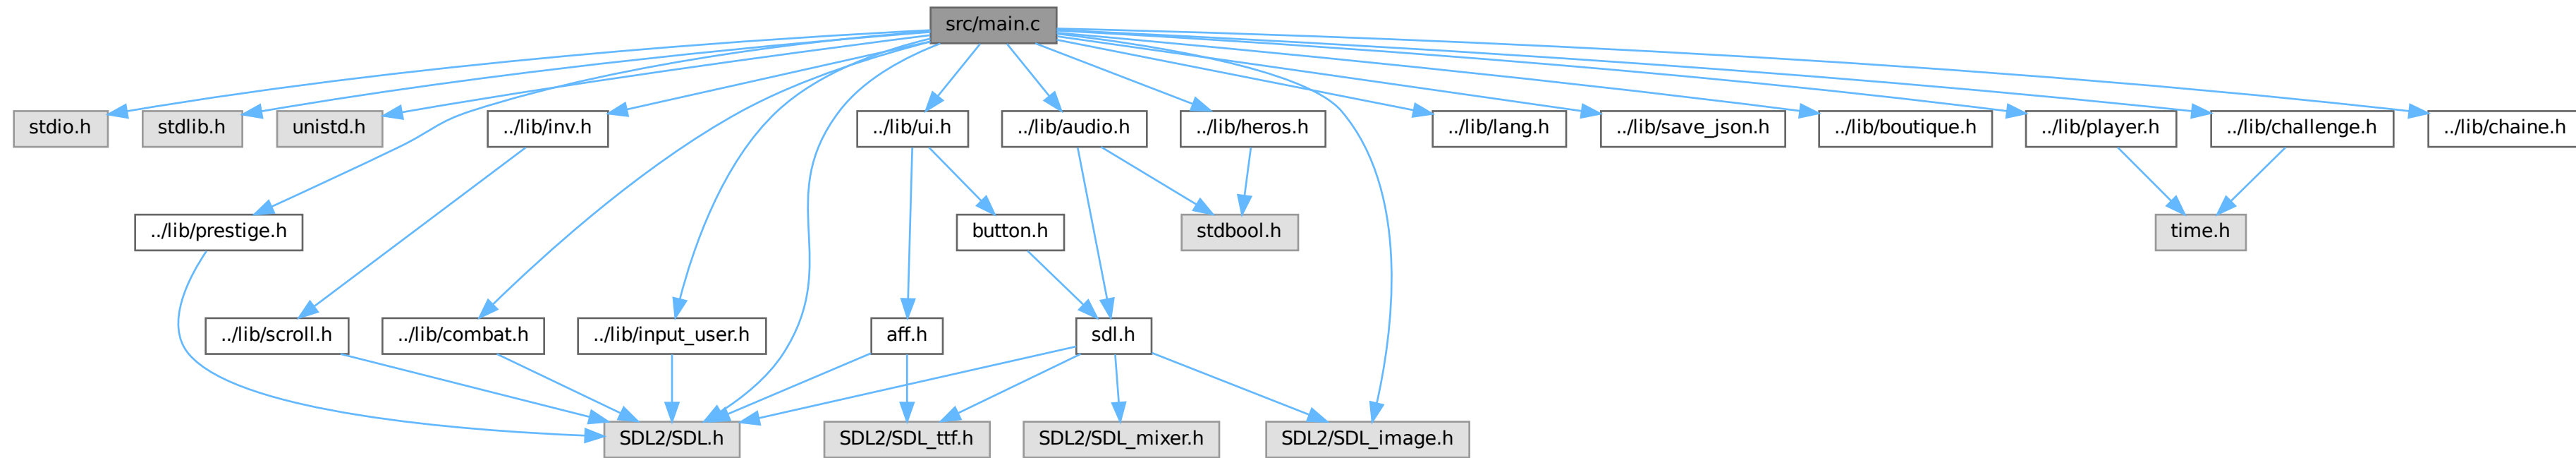 src/main.c
stdio.h
stdlib.h
unistd.h
../lib/inv.h
../lib/ui.h
../lib/audio.h
../lib/heros.h
../lib/lang.h
../lib/save_json.h
../lib/boutique.h
../lib/player.h
../lib/challenge.h
../lib/chaine.h
../lib/prestige.h
button.h
stdbool.h
time.h
../lib/scroll.h
../lib/combat.h
../lib/input_user.h
aff.h
sdl.h
SDL2/SDL.h
SDL2/SDL_ttf.h
SDL2/SDL_mixer.h
SDL2/SDL_image.h